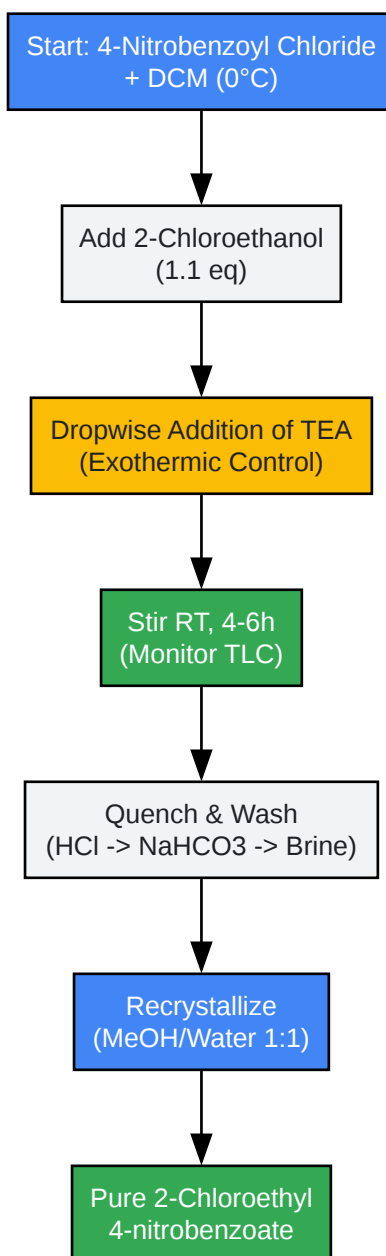 Start: 4-Nitrobenzoyl Chloride
+ DCM (0°C)
Add 2-Chloroethanol
(1.1 eq)
Dropwise Addition of TEA
(Exothermic Control)
Stir RT, 4-6h
(Monitor TLC)
Quench & Wash
(HCl -> NaHCO3 -> Brine)
Recrystallize
(MeOH/Water 1:1)
Pure 2-Chloroethyl
4-nitrobenzoate